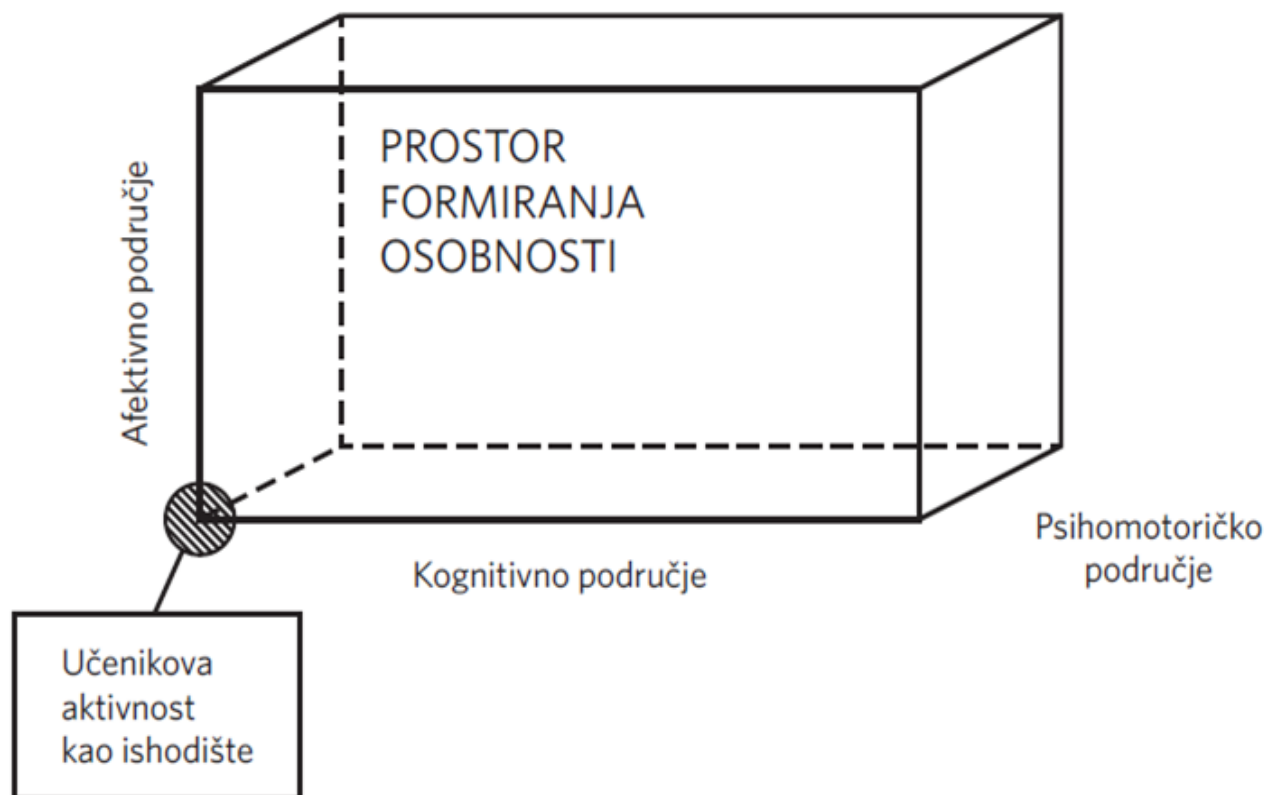 PROSTOR
FORMIRANJA
OSOBNOSTI
Afektivno područje
Kognitivno područje
Psihomotoričko
područje
Učenikova
aktivnost
kao ishodište